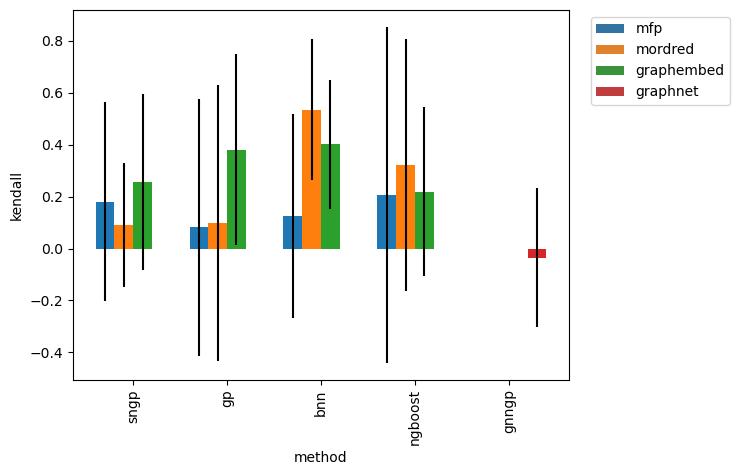 mfp
mordred
graphembed
graphnet
0.8
0.6
0.4
0.2
0.0
−0.2
−0.4
kendall
sngp
gp
bnn
ngboost
gnngp
method